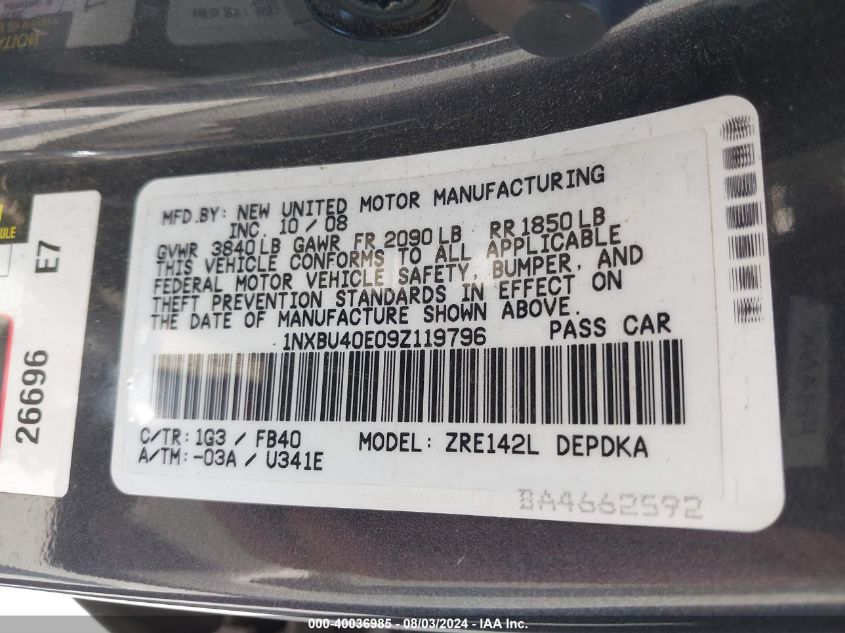 MFD.BY: NEW UNITED MOTOR MANUFACTURING
INC. 10/08
GVWR 3840LB GAWR FR 2090LB RR 1850LB
THIS VEHICLE CONFORMS TO ALL APPLICABLE
FEDERAL MOTOR VEHICLE SAFETY, BUMPER, AND
THEFT PREVENTION STANDARDS IN EFFECT ON
THE DATE OF MANUFACTURE SHOWN ABOVE.
1NXBU40E09Z119796 PASS CAR
C/TR: 1G3 / FB40 MODEL: ZRE142L DEPDKA
A/TM: -03A / U341E
BA4662592
26696 E7
000 - 40036985 - 08/03/2024 - IAA Inc.